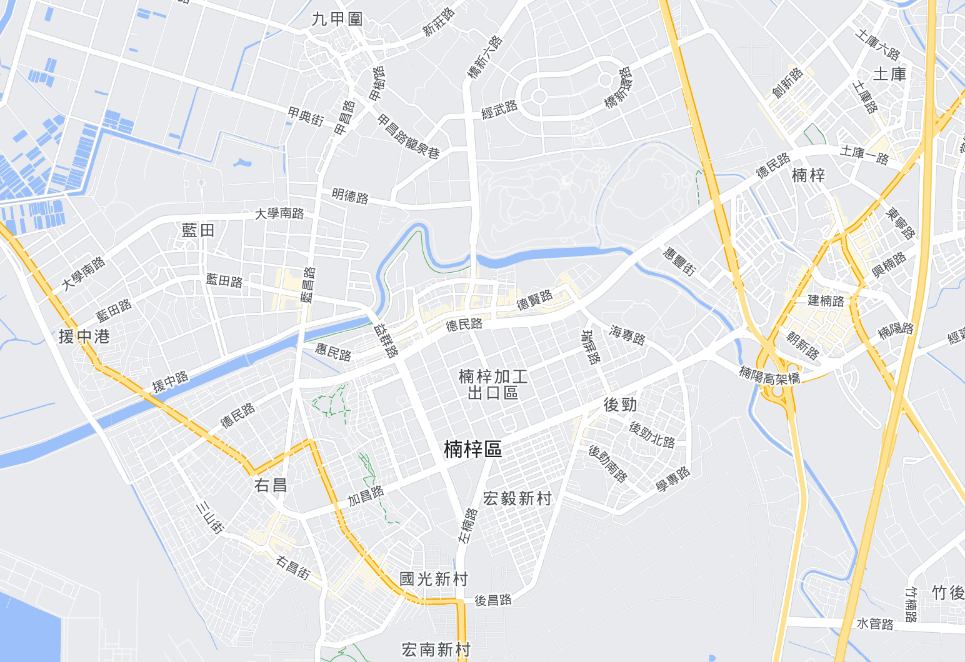 九甲圍
新莊路
土庫六路
土庫
橋新六路
甲樹路
創新路
橋新環路
土庫路
經武路
甲昌路
甲典街
甲昌路龍泉巷
德民路
土庫一路
楠梓
明德路
大學南路
藍田
東寧路
惠豐街
興楠路
大學南路
藍田路
藍昌路
藍田路
德賢路
建楠路
德民路
援中港
益群路
海專路
瑞屏路
楠陽路
朝新路
惠民路
援中路
楠梓加工
出口區
楠陽高架橋
德民路
後勁
後勁北路
楠梓區
後勁南路
學專路
右昌
加昌路
宏毅新村
三山街
左楠路
右昌街
國光新村
後昌路
竹後
竹楠路
水管路
宏南新村